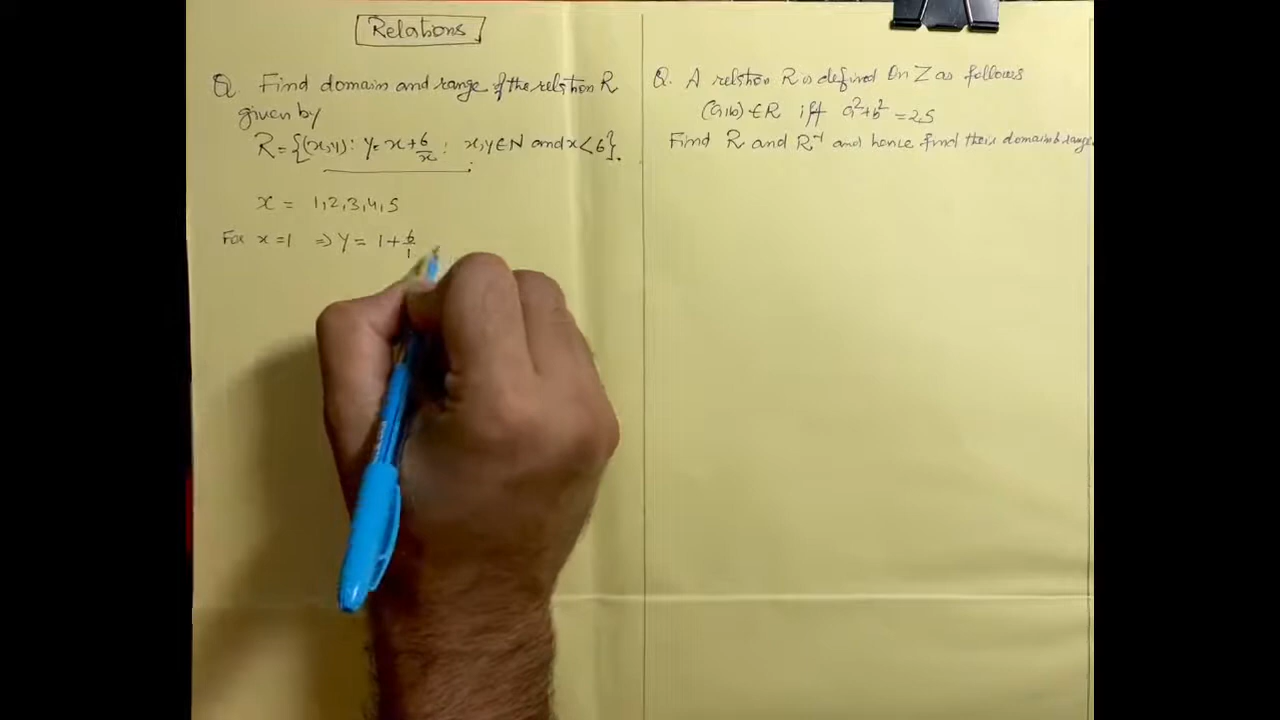 Relations
Q. Find domain and range of the relation R
given by
R = {(x,y): y = x + 6/x : x,y ∈ N and x < 6}.
x = 1,2,3,4,5
For x = 1 ⇒ y = 1 + 6/1
Q. A relation R is defined on Z as follows
(a,b) ∈ R iff a² + b² = 25
Find R and R⁻¹ and hence find their domain & range